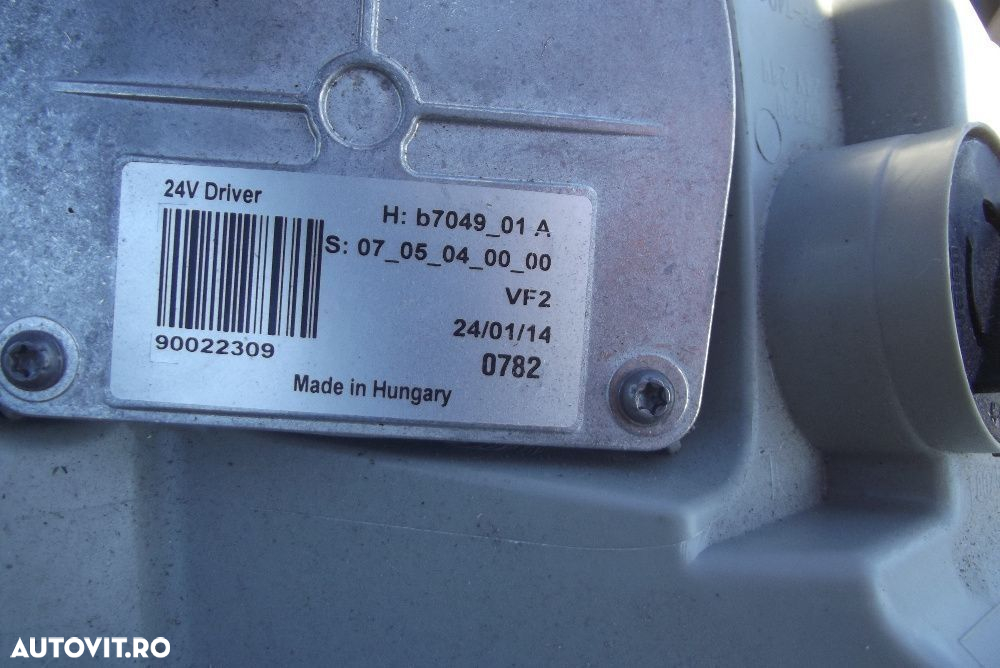 24V Driver
H: b7049_01 A
S: 07_05_04_00_00
VF2
90022309
24/01/14
0782
Made in Hungary
AUTOVIT.RO